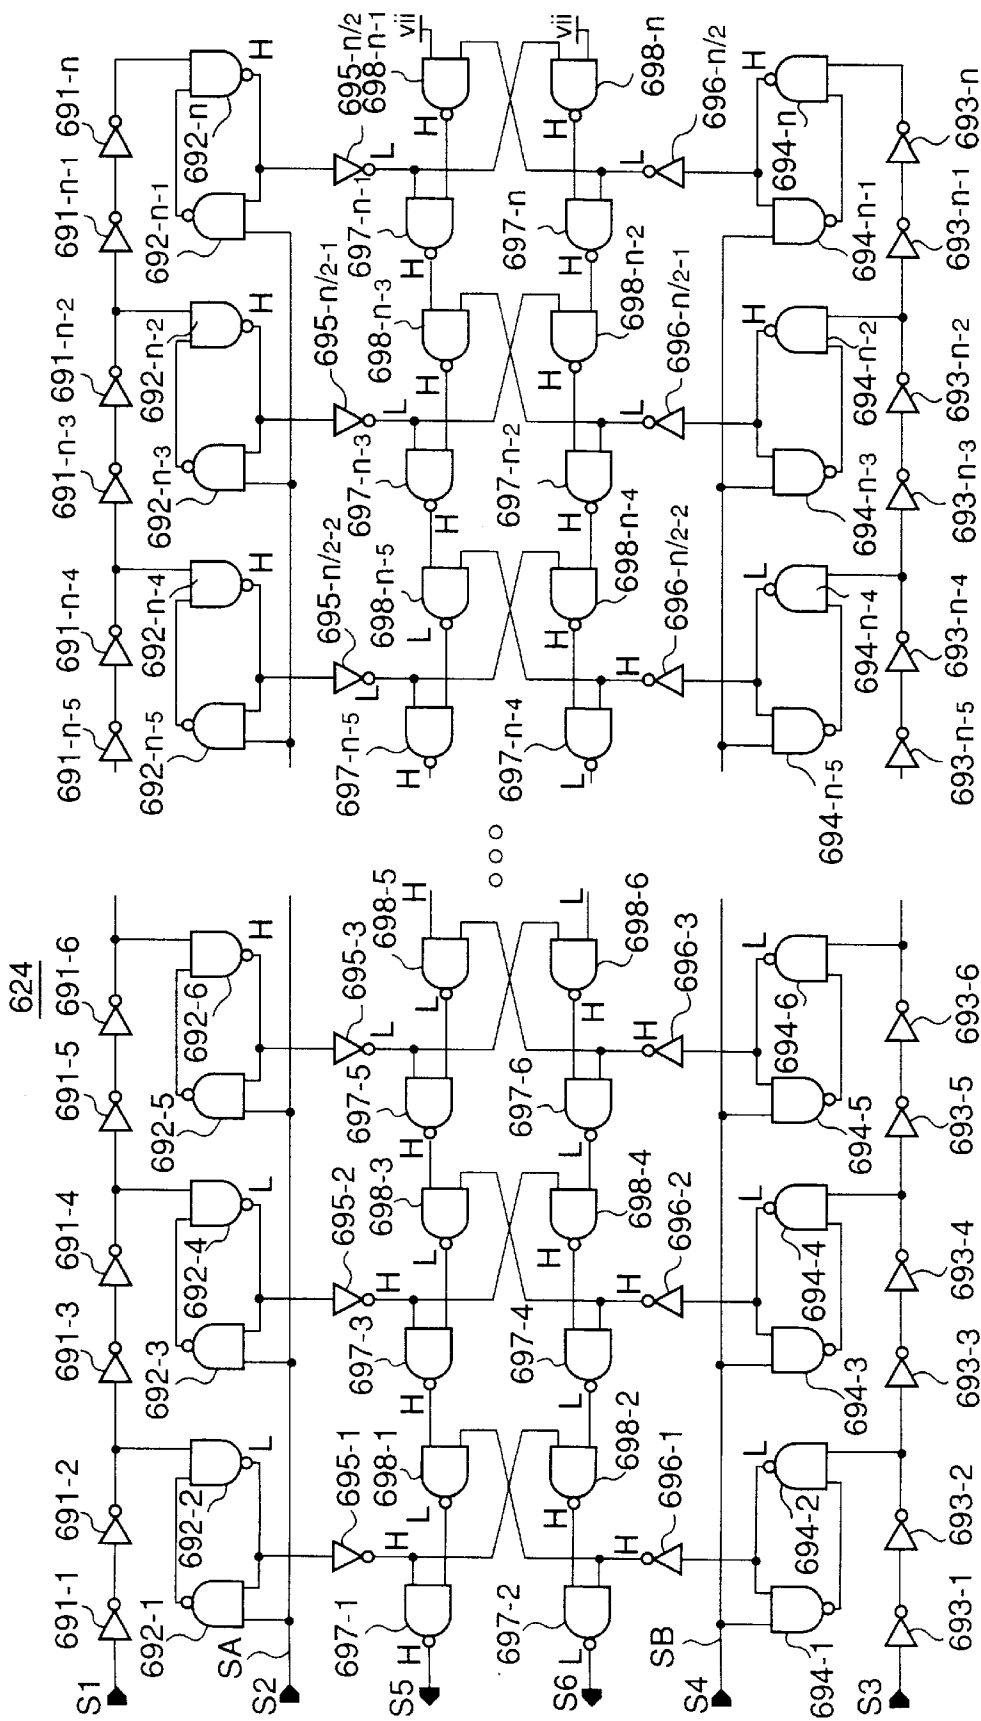 624
S1
691-1
691-2
691-3
691-4
691-5
691-6
691-n-5
691-n-4
691-n-3
691-n-2
691-n-1
691-n
692-1
692-2
692-3
692-4
692-5
692-6
692-n-5
692-n-4
692-n-3
692-n-2
692-n-1
692-n
SA
L
L
H
H
H
H
S2
695-1
695-2
695-3
695-n/2-2
695-n/2-1
695-n/2
697-1
698-1
697-3
698-3
697-5
698-5
697-n-5
698-n-5
697-n-3
698-n-3
697-n-1
698-n-1
H
H
L
L
L
L
S5
H
L
H
L
H
L
H
H
L
H
H
H
H
vii
697-2
698-2
697-4
698-4
697-6
698-6
697-n-4
698-n-4
697-n-2
698-n-2
697-n
698-n
S6
L
H
L
H
L
H
L
L
H
H
H
H
H
vii
H
H
H
H
L
L
696-1
696-2
696-3
696-n/2-2
696-n/2-1
696-n/2
SB
S4
L
L
L
L
H
H
694-1
694-2
694-3
694-4
694-5
694-6
694-n-5
694-n-4
694-n-3
694-n-2
694-n-1
694-n
S3
693-1
693-2
693-3
693-4
693-5
693-6
693-n-5
693-n-4
693-n-3
693-n-2
693-n-1
693-n